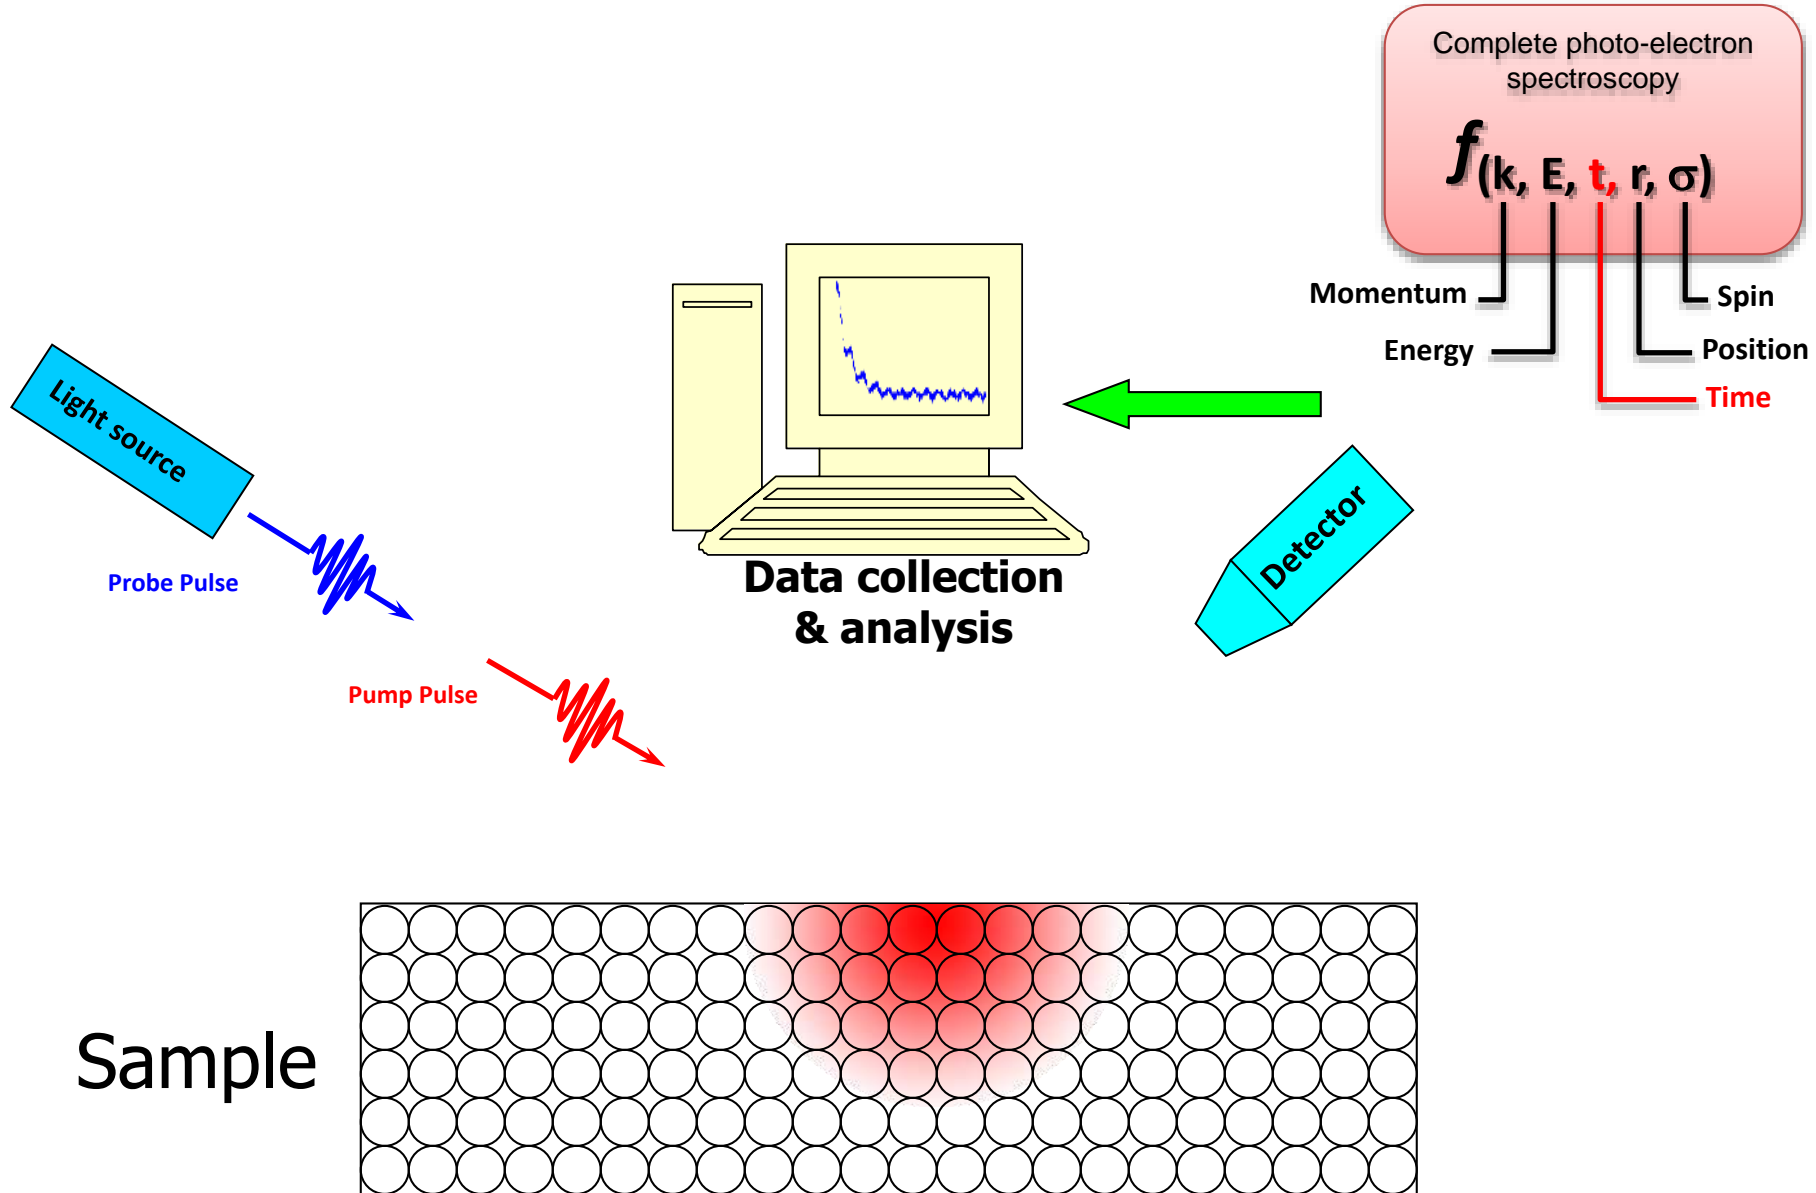 Complete photo-electron
spectroscopy
f(k, E, t, r, σ)
Momentum
Spin
Energy
Position
Time
Light source
Detector
Probe Pulse
Data collection
& analysis
Pump Pulse
Sample